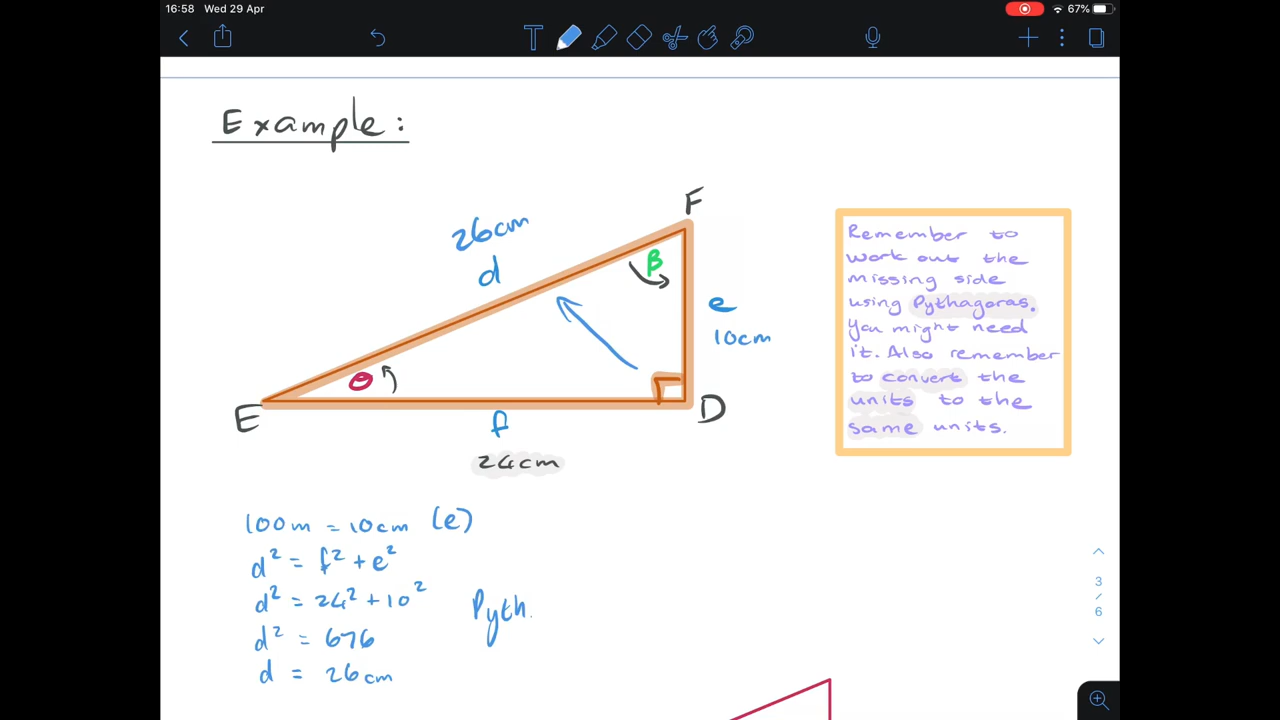 16:58 Wed 29 Apr
67%
T
Example:
F
26cm
d
β
e
10cm
θ
E
D
f
24cm
Remember to
work out the
missing side
using Pythagoras.
You might need
it. Also remember
to convert the
units to the
same units.
100m = 10cm (e)
d² = f² + e²
d² = 24² + 10²
Pyth.
d² = 676
d = 26cm
3
/
6